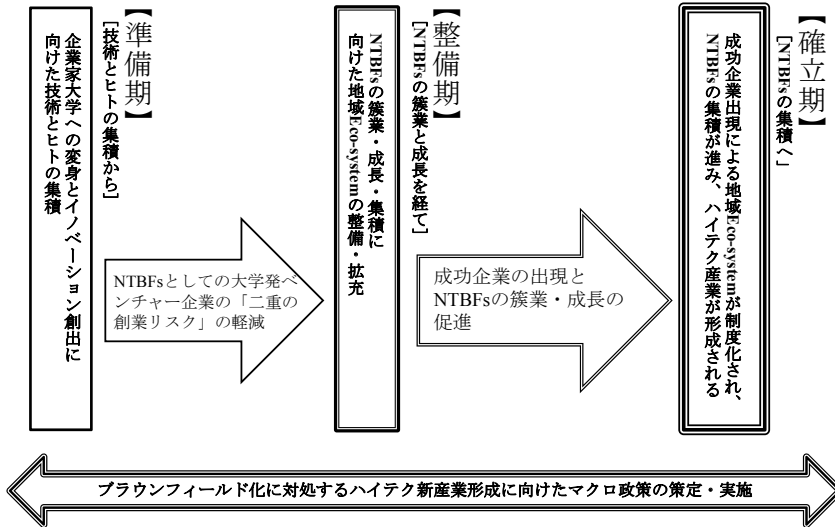 【準備期】
[技術とヒトの集積から]
企業家大学への変身とイノベーション創出に
向けた技術とヒトの集積
NTBFsとしての大学発ベ
ンチャー企業の「二重の
創業リスク」の軽減
【整備期】
[NTBFsの簇業と成長を経て]
NTBFsの簇業・成長・集積に
向けた地域Eco-systemの整備・拡充
成功企業の出現と
NTBFsの簇業・成長の
促進
【確立期】
[NTBFsの集積へ」
成功企業出現による地域Eco-systemが制度化され、
NTBFsの集積が進み、ハイテク産業が形成される
ブラウンフィールド化に対処するハイテク新産業形成に向けたマクロ政策の策定・実施